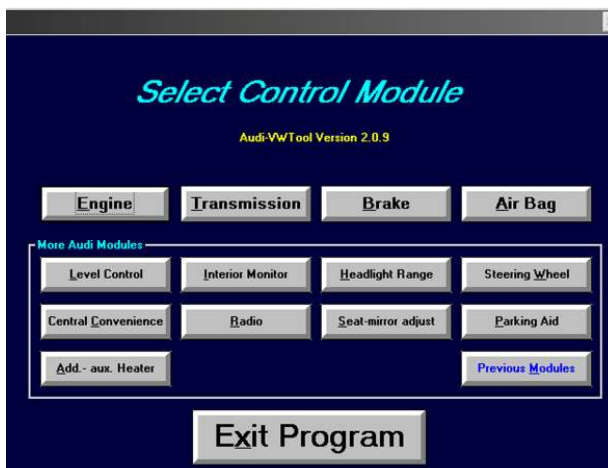 Select Control Module
Audi-VWTool Version 2.0.9
Engine Transmission Brake Air Bag
More Audi Modules
Level Control Interior Monitor Headlight Range Steering Wheel
Central Convenience Radio Seat-mirror adjust Parking Aid
Add.- aux. Heater Previous Modules
Exit Program